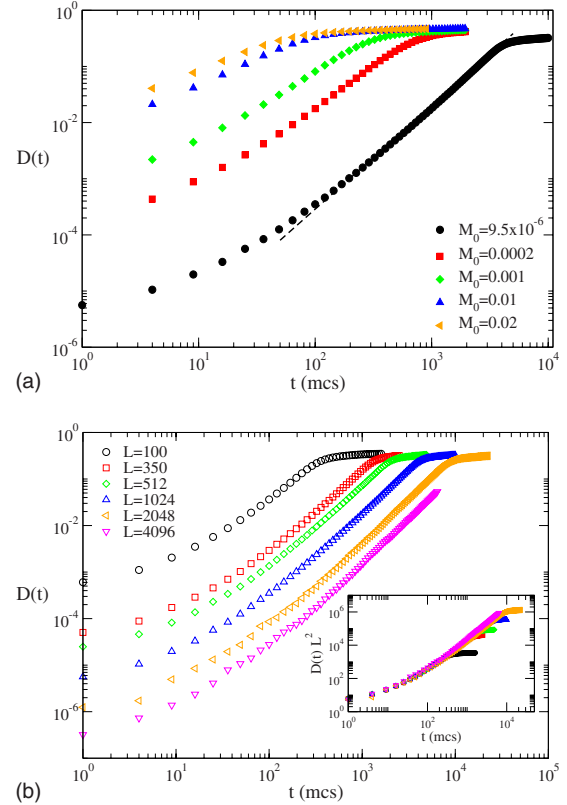 10^0
10^-2
D(t)
10^-4
10^-6
M_0=9.5x10^-6
M_0=0.0002
M_0=0.001
M_0=0.01
M_0=0.02
10^0 10^1 10^2 10^3 10^4
t (mcs)
(a)
10^0
10^-2
D(t)
10^-4
10^-6
L=100
L=350
L=512
L=1024
L=2048
L=4096
10^6
10^4
10^2
10^0
D(t) L^2
10^0 10^2 10^4
t (mcs)
10^0 10^1 10^2 10^3 10^4 10^5
t (mcs)
(b)